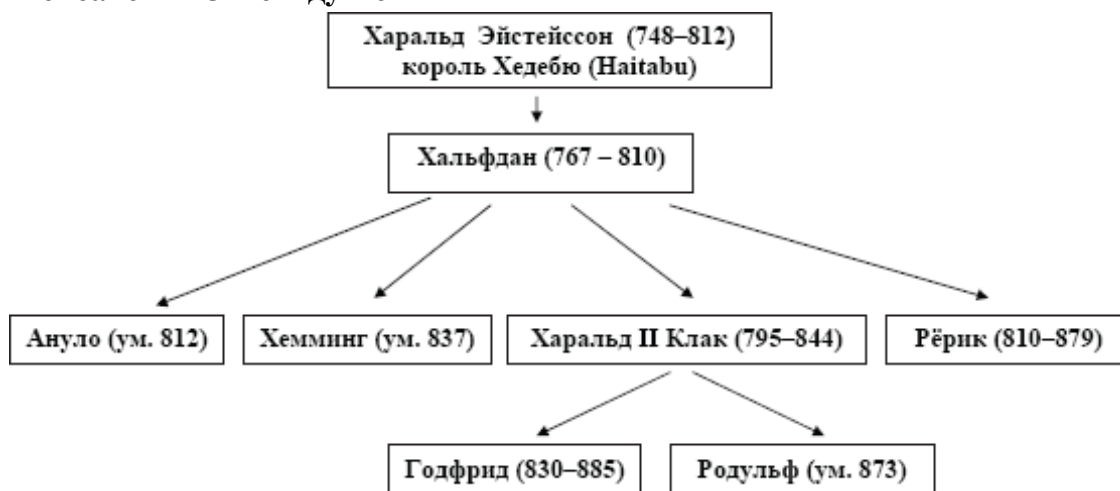 Харальд Эйстейссон (748–812)
король Хедебю (Haitabu)
Хальфдан (767 – 810)
Ануло (ум. 812)
Хемминг (ум. 837)
Харальд II Клак (795–844)
Рёрик (810–879)
Годфрид (830–885)
Родульф (ум. 873)